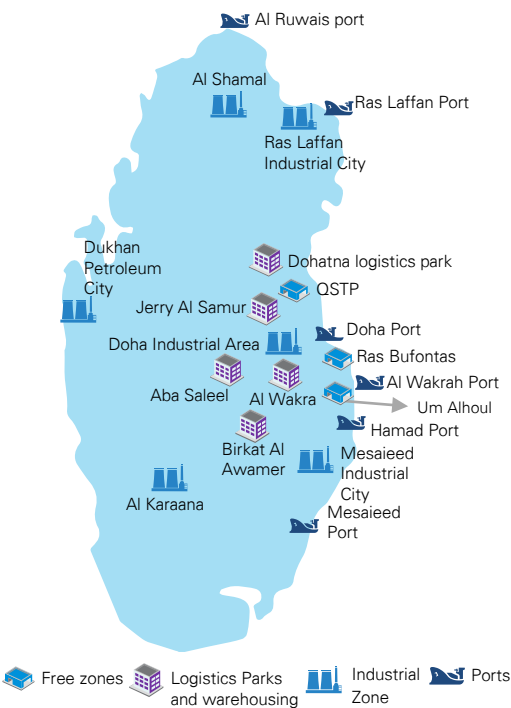 Al Ruwais port
Al Shamal
Ras Laffan Port
Ras Laffan
Industrial City
Dukhan
Petroleum
City
Dohatna logistics park
QSTP
Jerry Al Samur
Doha Port
Doha Industrial Area
Ras Bufontas
Aba Saleel
Al Wakra
Al Wakrah Port
Um Alhoul
Hamad Port
Birkat Al
Awamer
Mesaieed
Industrial
City
Al Karaana
Mesaieed
Port
Free zones
Logistics Parks
and warehousing
Industrial
Zone
Ports